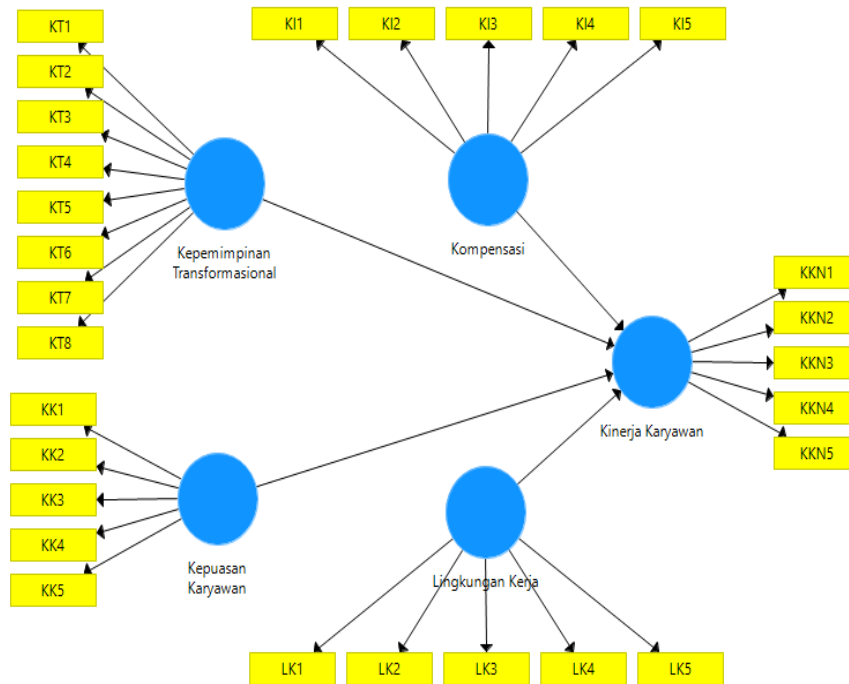 KT1
KT2
KT3
KT4
KT5
KT6
KT7
KT8
Kepemimpinan
Transformasional
KI1
KI2
KI3
KI4
KI5
Kompensasi
KKN1
KKN2
KKN3
KKN4
KKN5
Kinerja Karyawan
KK1
KK2
KK3
KK4
KK5
Kepuasan
Karyawan
Lingkungan Kerja
LK1
LK2
LK3
LK4
LK5